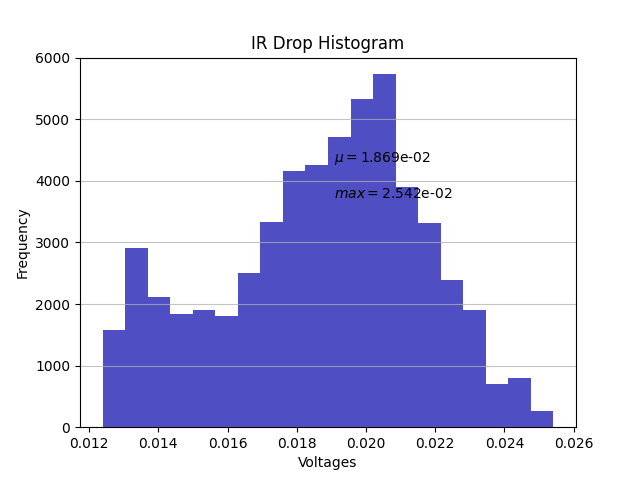 IR Drop Histogram
6000
5000
4000
3000
2000
1000
0
Frequency
μ = 1.869e-02
max = 2.542e-02
0.012 0.014 0.016 0.018 0.020 0.022 0.024 0.026
Voltages